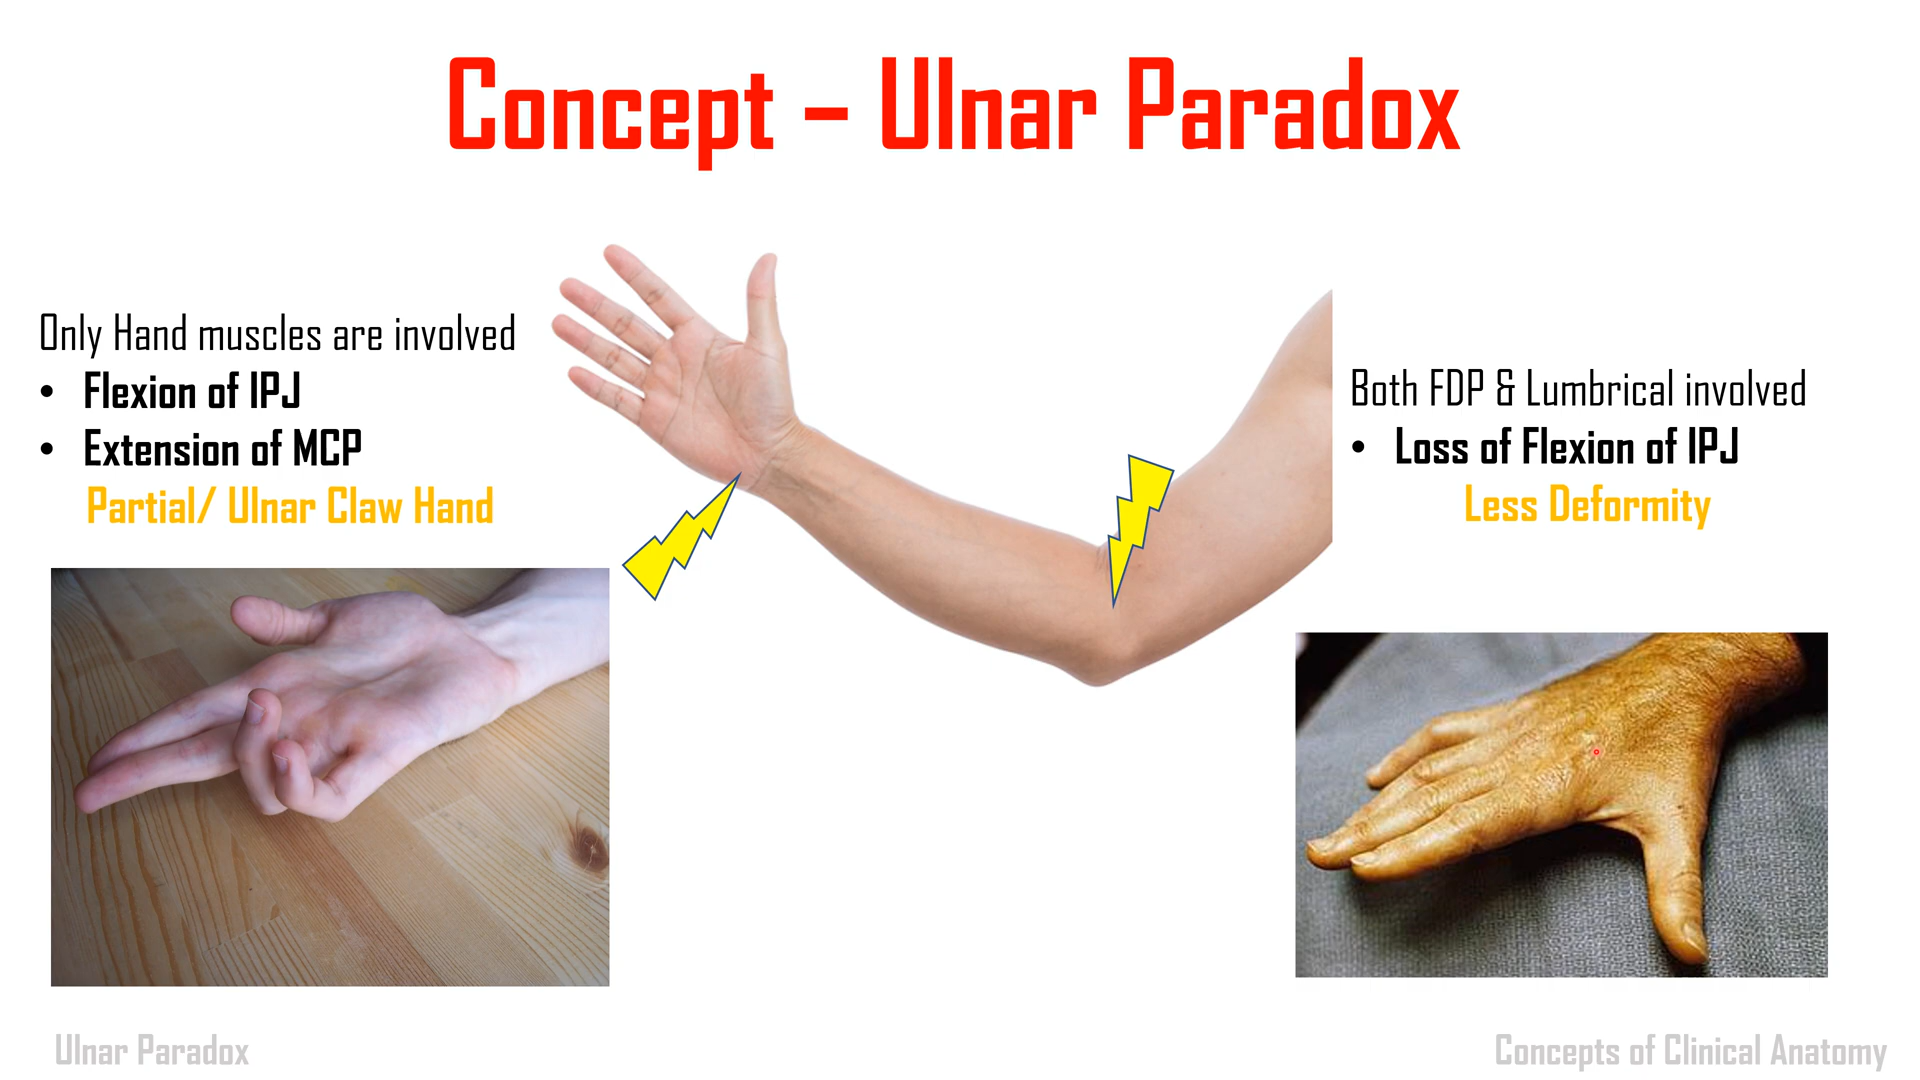 Concept – Ulnar Paradox
Only Hand muscles are involved
• Flexion of IPJ
• Extension of MCP
Partial/ Ulnar Claw Hand
Both FDP & Lumbrical involved
• Loss of Flexion of IPJ
Less Deformity
Ulnar Paradox
Concepts of Clinical Anatomy